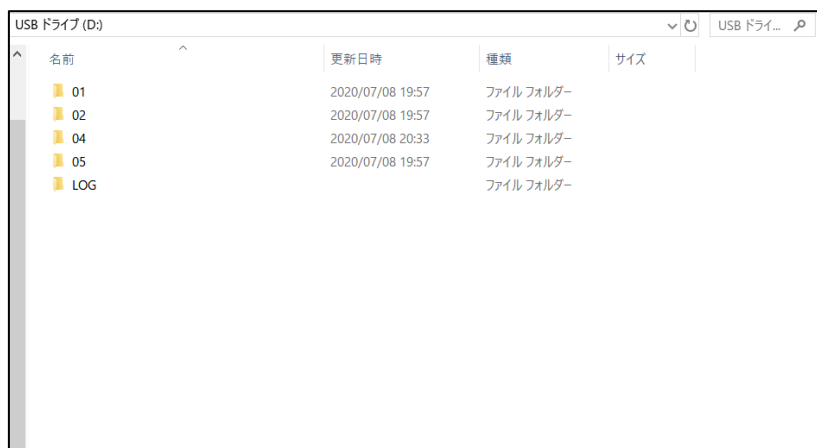 USB ドライブ (D:) USB ドライ...
名前 更新日時 種類 サイズ
01 2020/07/08 19:57 ファイル フォルダー
02 2020/07/08 19:57 ファイル フォルダー
04 2020/07/08 20:33 ファイル フォルダー
05 2020/07/08 19:57 ファイル フォルダー
LOG ファイル フォルダー